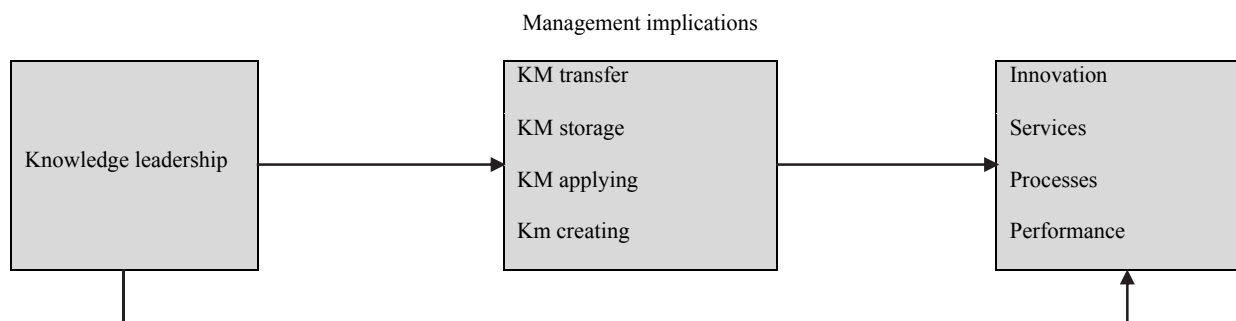 Management implications
Knowledge leadership
KM transfer
KM storage
KM applying
Km creating
Innovation
Services
Processes
Performance